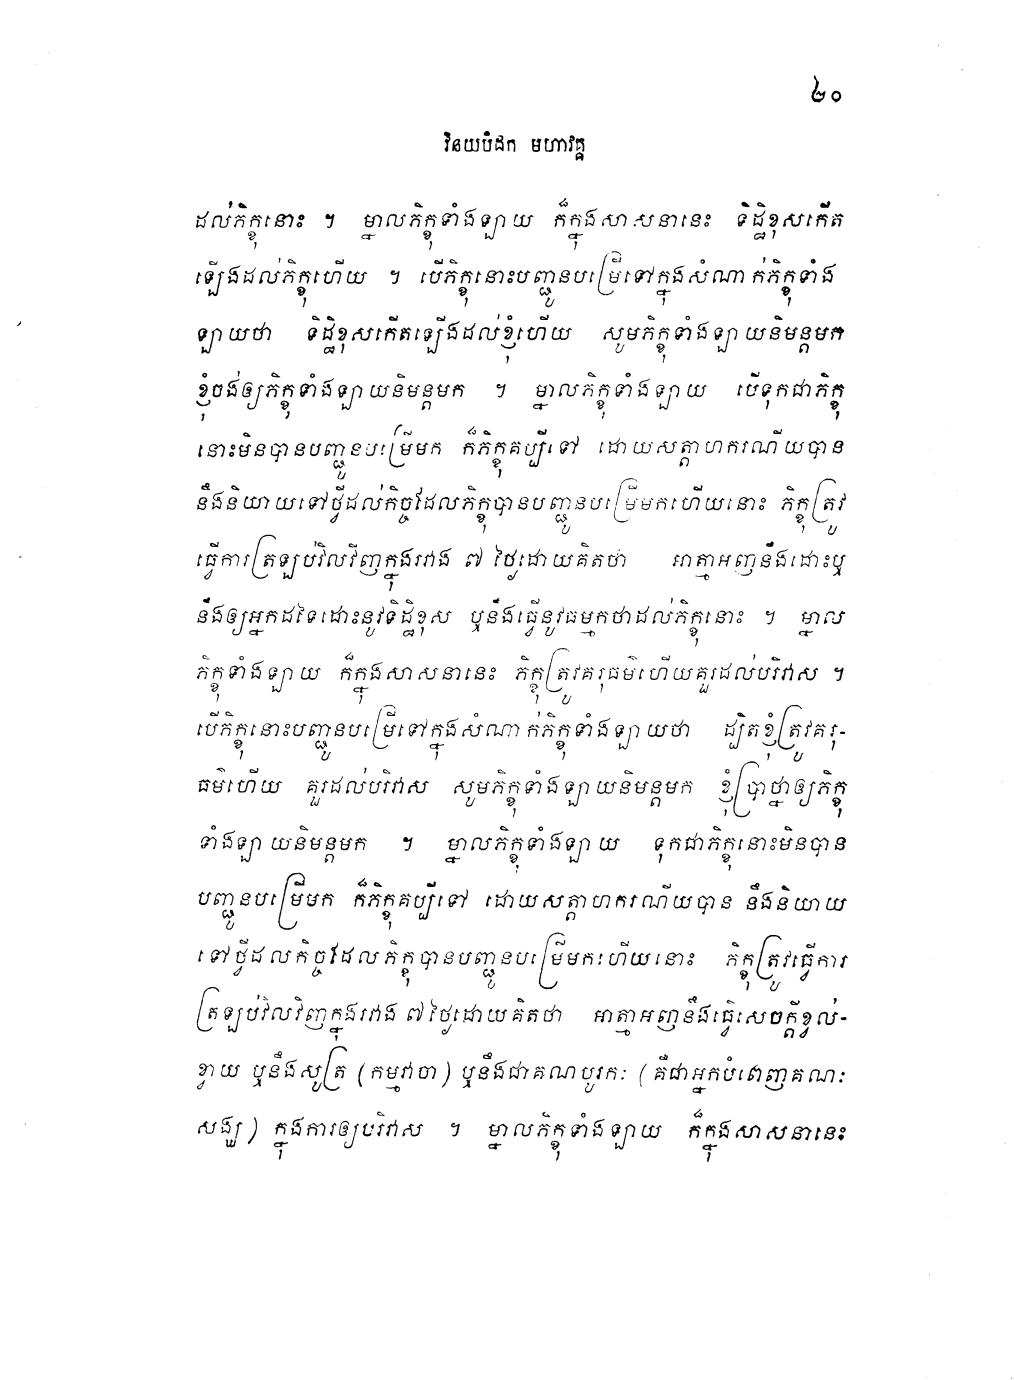 ៤០
វិនយបិដក មហាវគ្គ
ដល់ភិក្ខុនោះ ។ ម្នាលភិក្ខុទាំងឡាយ ក៏ក្នុងសាសនានេះ ទិដ្ឋិខុសកើត
ឡើងដល់ភិក្ខុហើយ ។ បើភិក្ខុនោះបញ្ជូនបម្រើទៅក្នុងសំណាក់ភិក្ខុទាំង
ឡាយថា ទិដ្ឋិខុសកើតឡើងដល់ខ្ញុំហើយ សូមភិក្ខុទាំងឡាយនិមន្តមក
ខ្ញុំចង់ឲ្យភិក្ខុទាំងឡាយនិមន្តមក ។ ម្នាលភិក្ខុទាំងឡាយ បើទុកជាភិក្ខុ
នោះមិនបានបញ្ជូនបម្រើមក ក៏ភិក្ខុគប្បីទៅ ដោយសត្តាហករណីយបាន
នឹងនិយាយទៅថ្វីដល់កិច្ចដែលភិក្ខុបានបញ្ជូនបម្រើមកហើយនោះ ភិក្ខុត្រូវ
ធ្វើការត្រឡប់វិលវិញក្នុងរវាង ៧ ថ្ងៃដោយគិតថា អាត្មាអញនឹងដោះឬ
នឹងឲ្យអ្នកដទៃដោះនូវទិដ្ឋិខុស ឬនឹងធ្វើនូវធម្មកថាដល់ភិក្ខុនោះ ។ ម្នាល
ភិក្ខុទាំងឡាយ ក៏ក្នុងសាសនានេះ ភិក្ខុត្រូវគរុធម៌ហើយគួរដល់បរិវាស ។
បើភិក្ខុនោះបញ្ជូនបម្រើទៅក្នុងសំណាក់ភិក្ខុទាំងឡាយថា ដ្បិតខ្ញុំត្រូវគរុ-
ធម៌ហើយ គួរដល់បរិវាស សូមភិក្ខុទាំងឡាយនិមន្តមក ខ្ញុំប្រាថ្នាឲ្យភិក្ខុ
ទាំងឡាយនិមន្តមក ។ ម្នាលភិក្ខុទាំងឡាយ ទុកជាភិក្ខុនោះមិនបាន
បញ្ជូនបម្រើមក ក៏ភិក្ខុគប្បីទៅ ដោយសត្តាហករណីយបាន នឹងនិយាយ
ទៅថ្វីដលកិច្ចដែលភិក្ខុបានបញ្ជូនបម្រើមកហើយនោះ ភិក្ខុត្រូវធ្វើការ
ត្រឡប់វិលវិញក្នុងរវាង ៧ ថ្ងៃដោយគិតថា អាត្មាអញនឹងធ្វើសេចក្តីខ្វល់-
ខ្វាយ ឬនឹងសូត្រ (កម្មវាចា) ឬនឹងជាគណបូរកៈ (គឺជាអ្នកបំពេញគណៈ
សង្ឃ) ក្នុងការឲ្យបរិវាស ។ ម្នាលភិក្ខុទាំងឡាយ ក៏ក្នុងសាសនានេះ